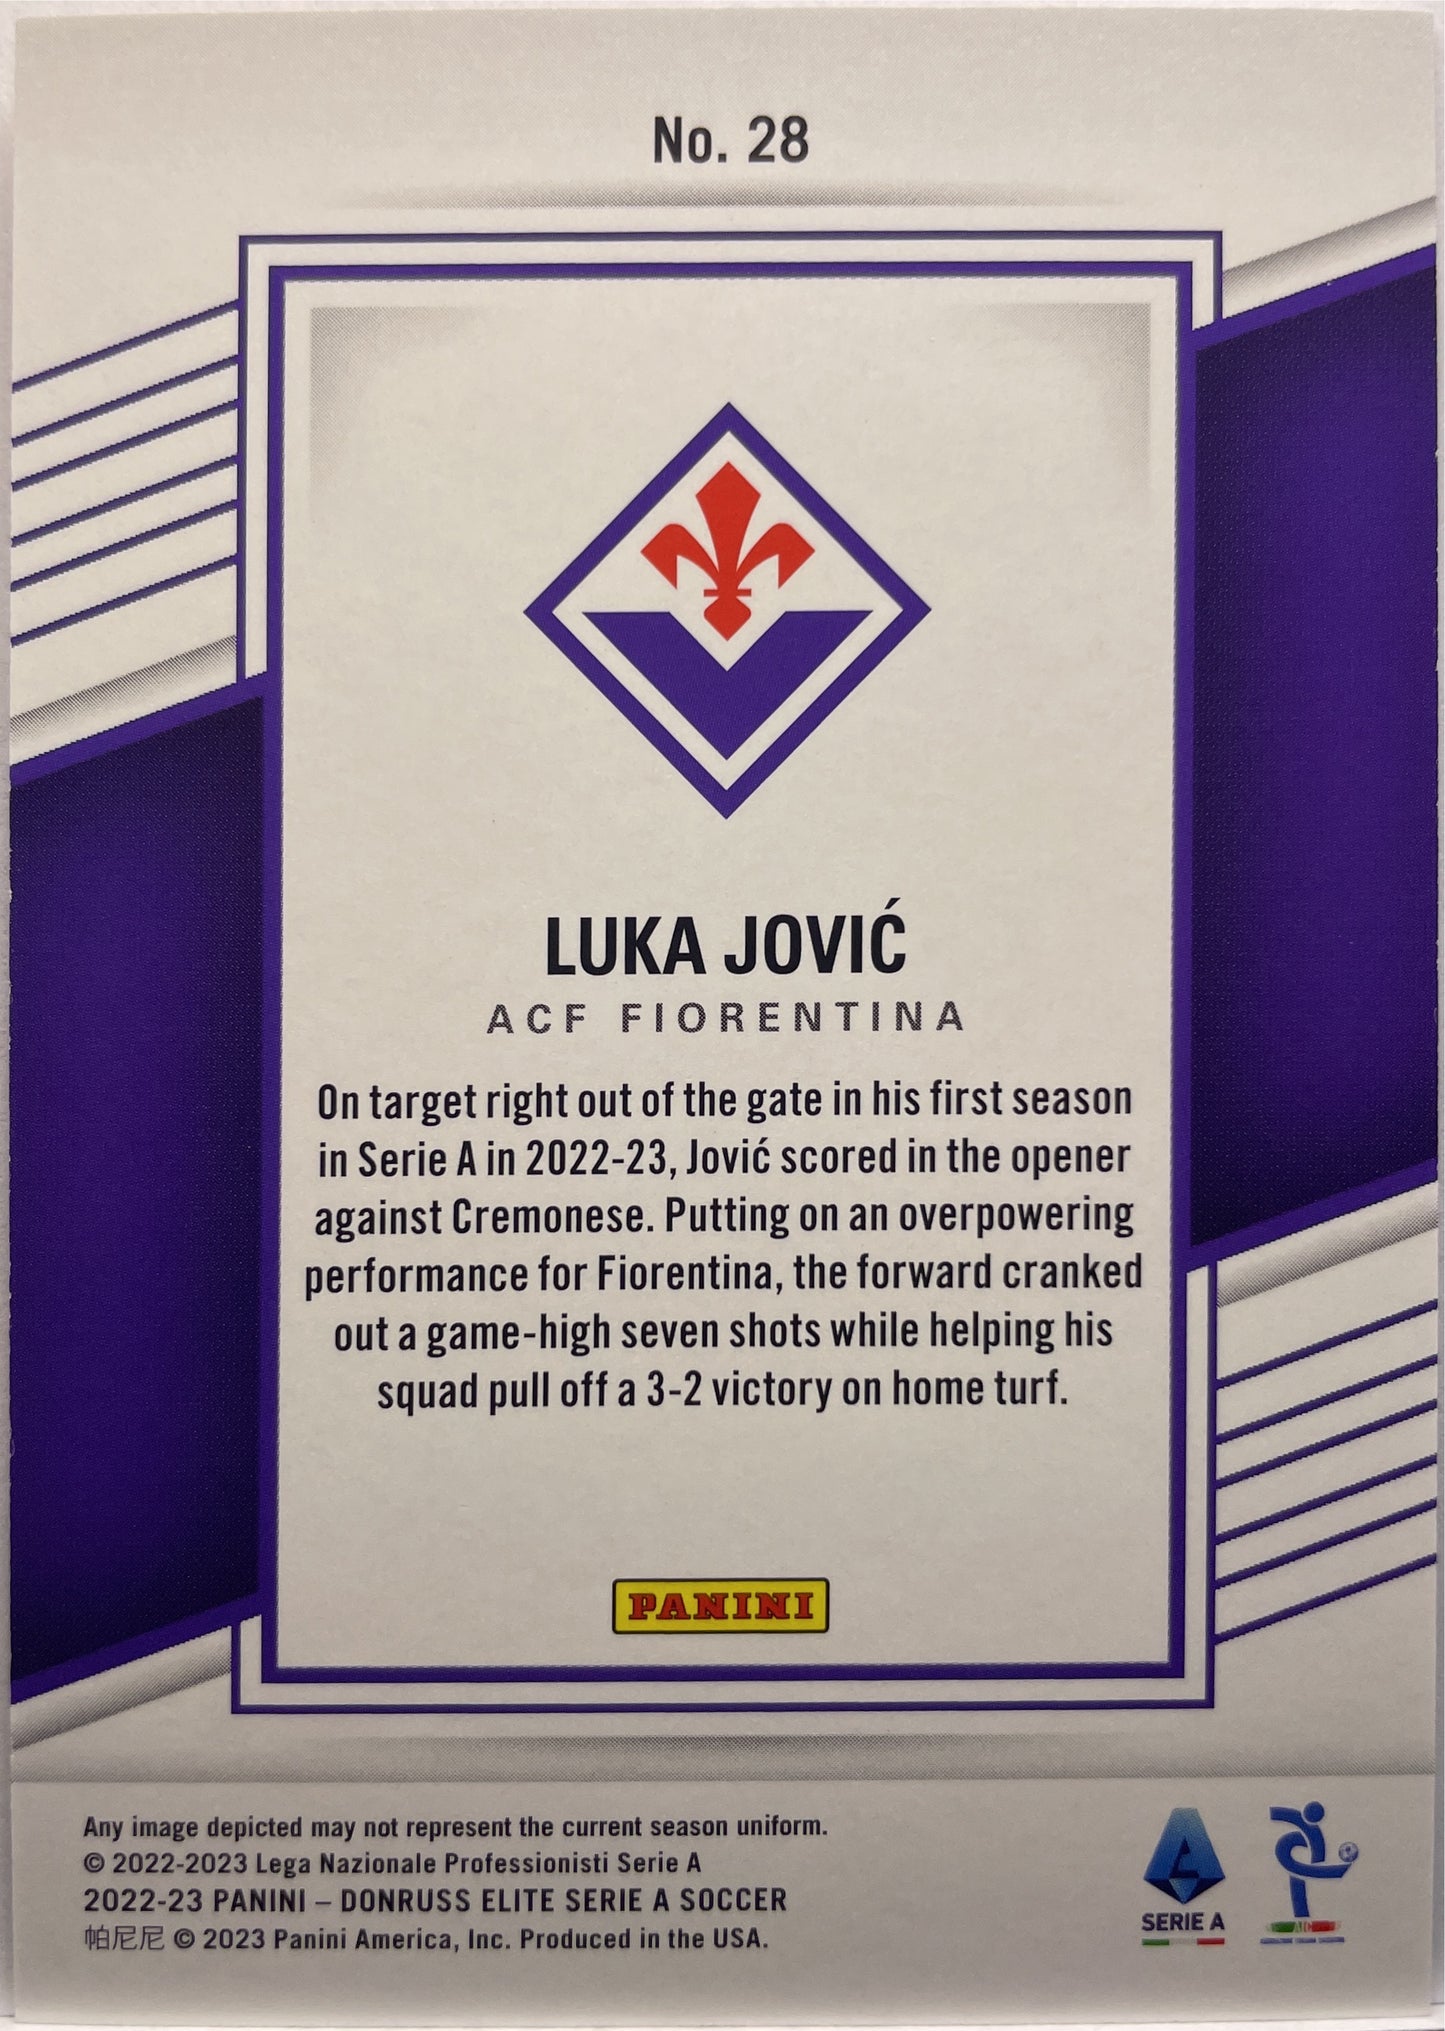 No. 28
LUKA JOVIĆ
ACF FIORENTINA
On target right out of the gate in his first season
in Serie A in 2022-23, Jović scored in the opener
against Cremonese. Putting on an overpowering
performance for Fiorentina, the forward cranked
out a game-high seven shots while helping his
squad pull off a 3-2 victory on home turf.
PANINI
Any image depicted may not represent the current season uniform.
© 2022-2023 Lega Nazionale Professionisti Serie A
2022-23 PANINI – DONRUSS ELITE SERIE A SOCCER
帕尼尼 © 2023 Panini America, Inc. Produced in the USA.
SERIE A